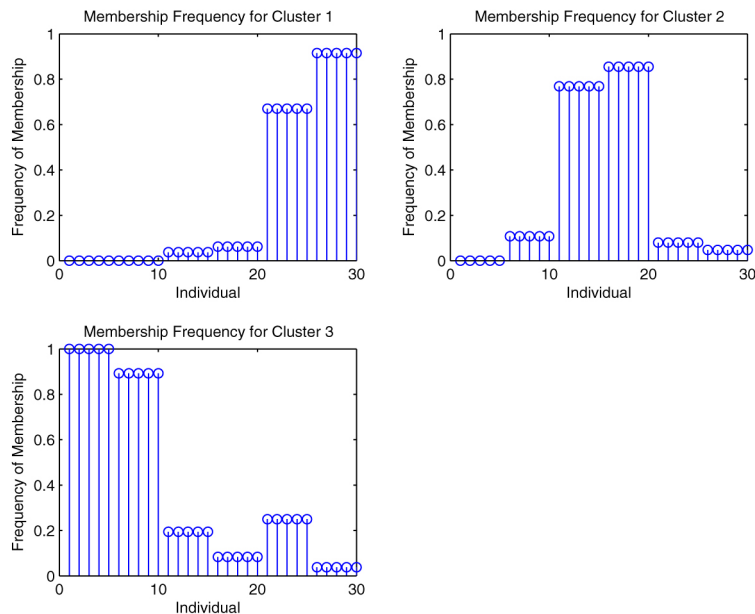 Membership Frequency for Cluster 1
1
0.8
0.6
0.4
0.2
0
Frequency of Membership
0 10 20 30
Individual
Membership Frequency for Cluster 2
1
0.8
0.6
0.4
0.2
0
Frequency of Membership
0 10 20 30
Individual
Membership Frequency for Cluster 3
1
0.8
0.6
0.4
0.2
0
Frequency of Membership
0 10 20 30
Individual